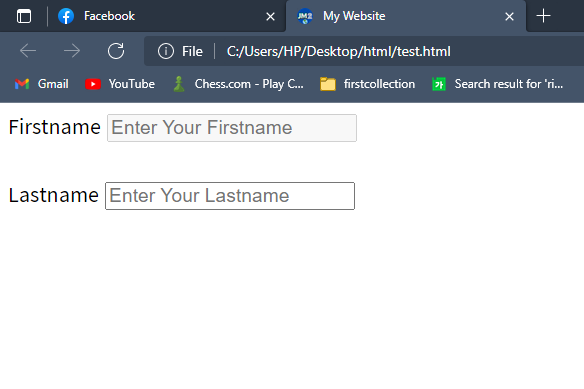 Facebook
JM2 My Website
File C:/Users/HP/Desktop/html/test.html
Gmail YouTube Chess.com - Play C... firstcollection Search result for 'ri...
Firstname Enter Your Firstname
Lastname Enter Your Lastname